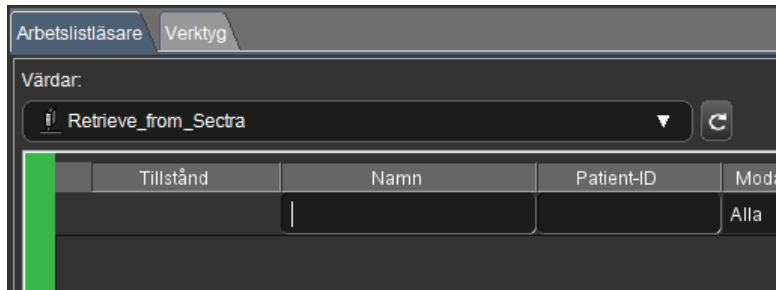 Arbetslistläsare Verktyg
Värdar:
Retrieve_from_Sectra
Tillstånd Namn Patient-ID
Alla